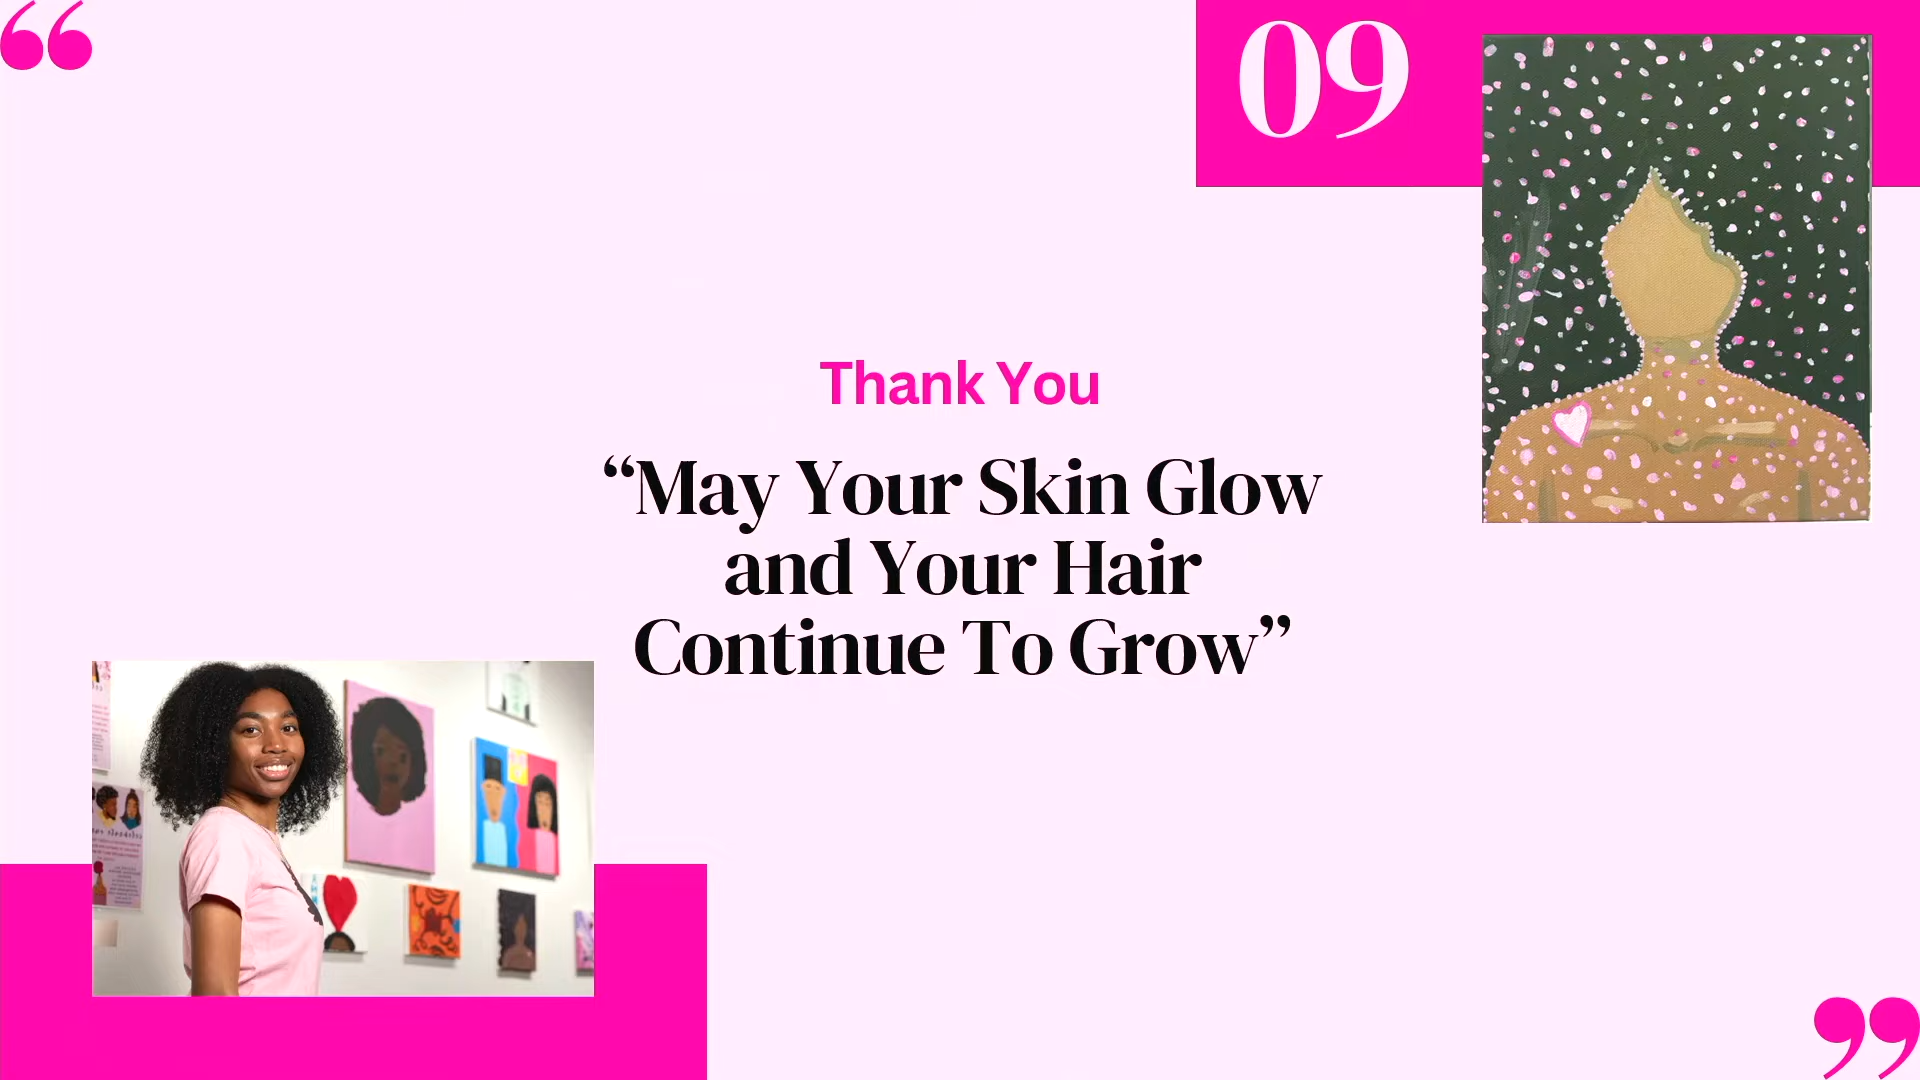 09
Thank You
“May Your Skin Glow
and Your Hair
Continue To Grow”